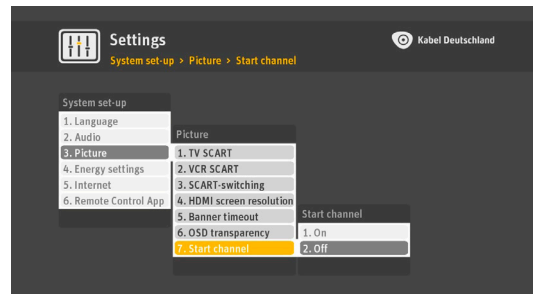 Settings
Kabel Deutschland
System set-up > Picture > Start channel
System set-up
1. Language
2. Audio
3. Picture
4. Energy settings
5. Internet
6. Remote Control App
Picture
1. TV SCART
2. VCR SCART
3. SCART-switching
4. HDMI screen resolution
5. Banner timeout
6. OSD transparency
7. Start channel
Start channel
1. On
2. Off